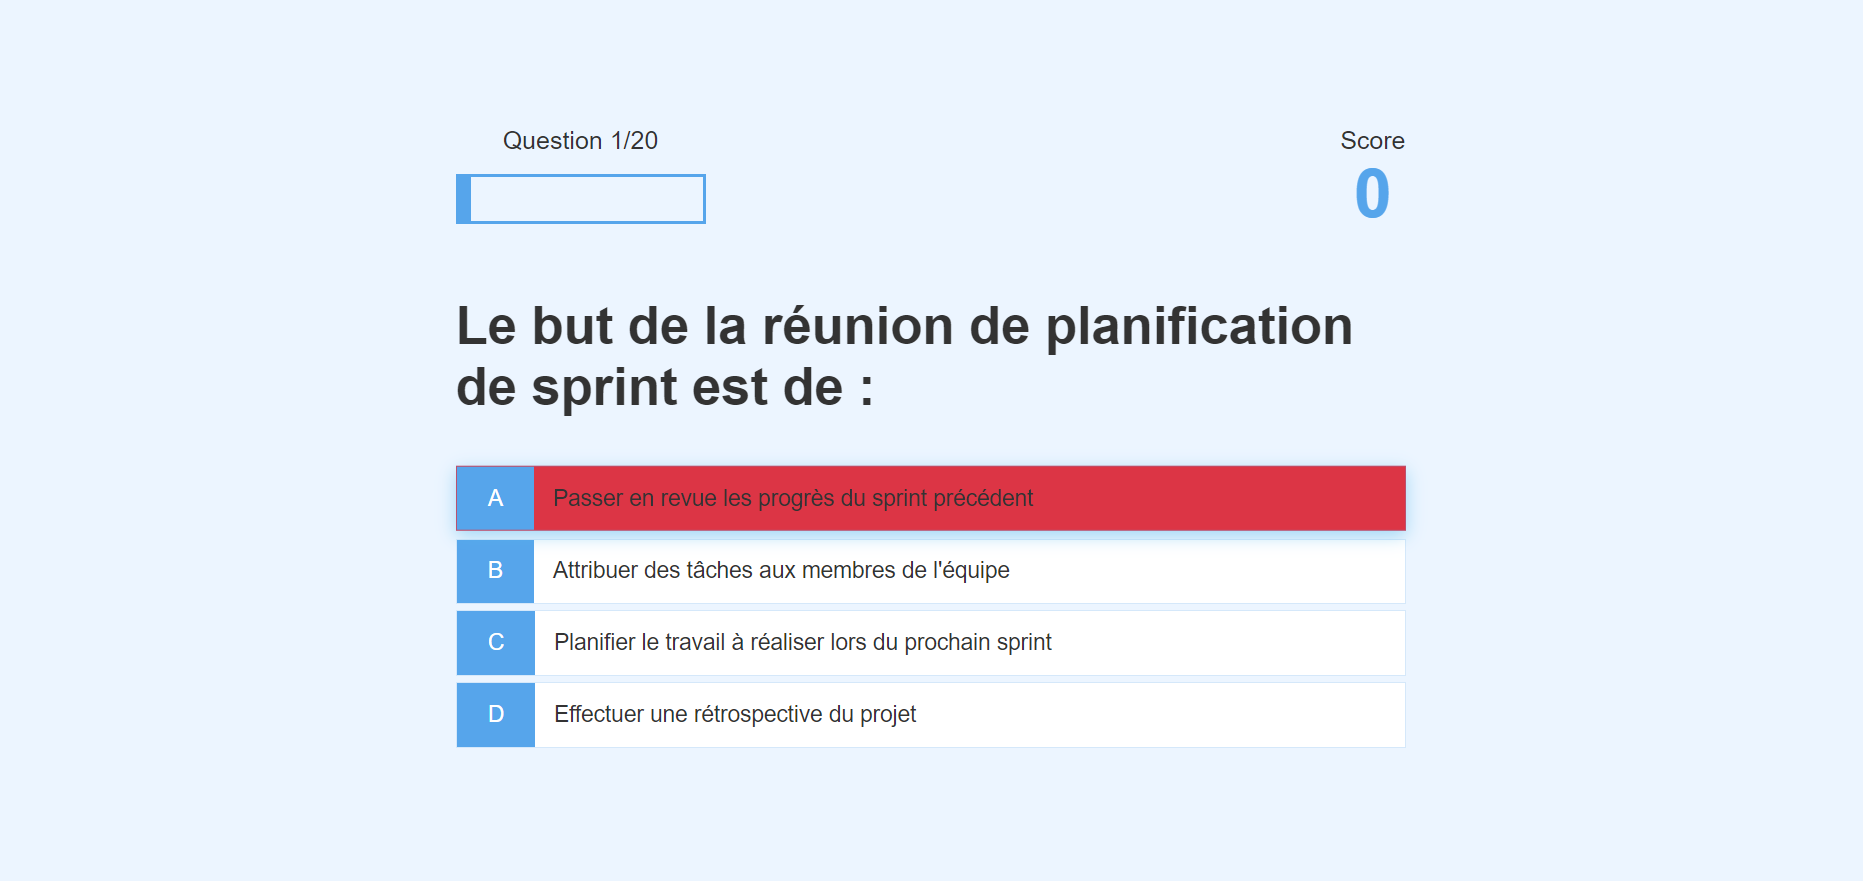 Question 1/20
Score
0
Le but de la réunion de planification
de sprint est de :
A Passer en revue les progrès du sprint précédent
B Attribuer des tâches aux membres de l'équipe
C Planifier le travail à réaliser lors du prochain sprint
D Effectuer une rétrospective du projet